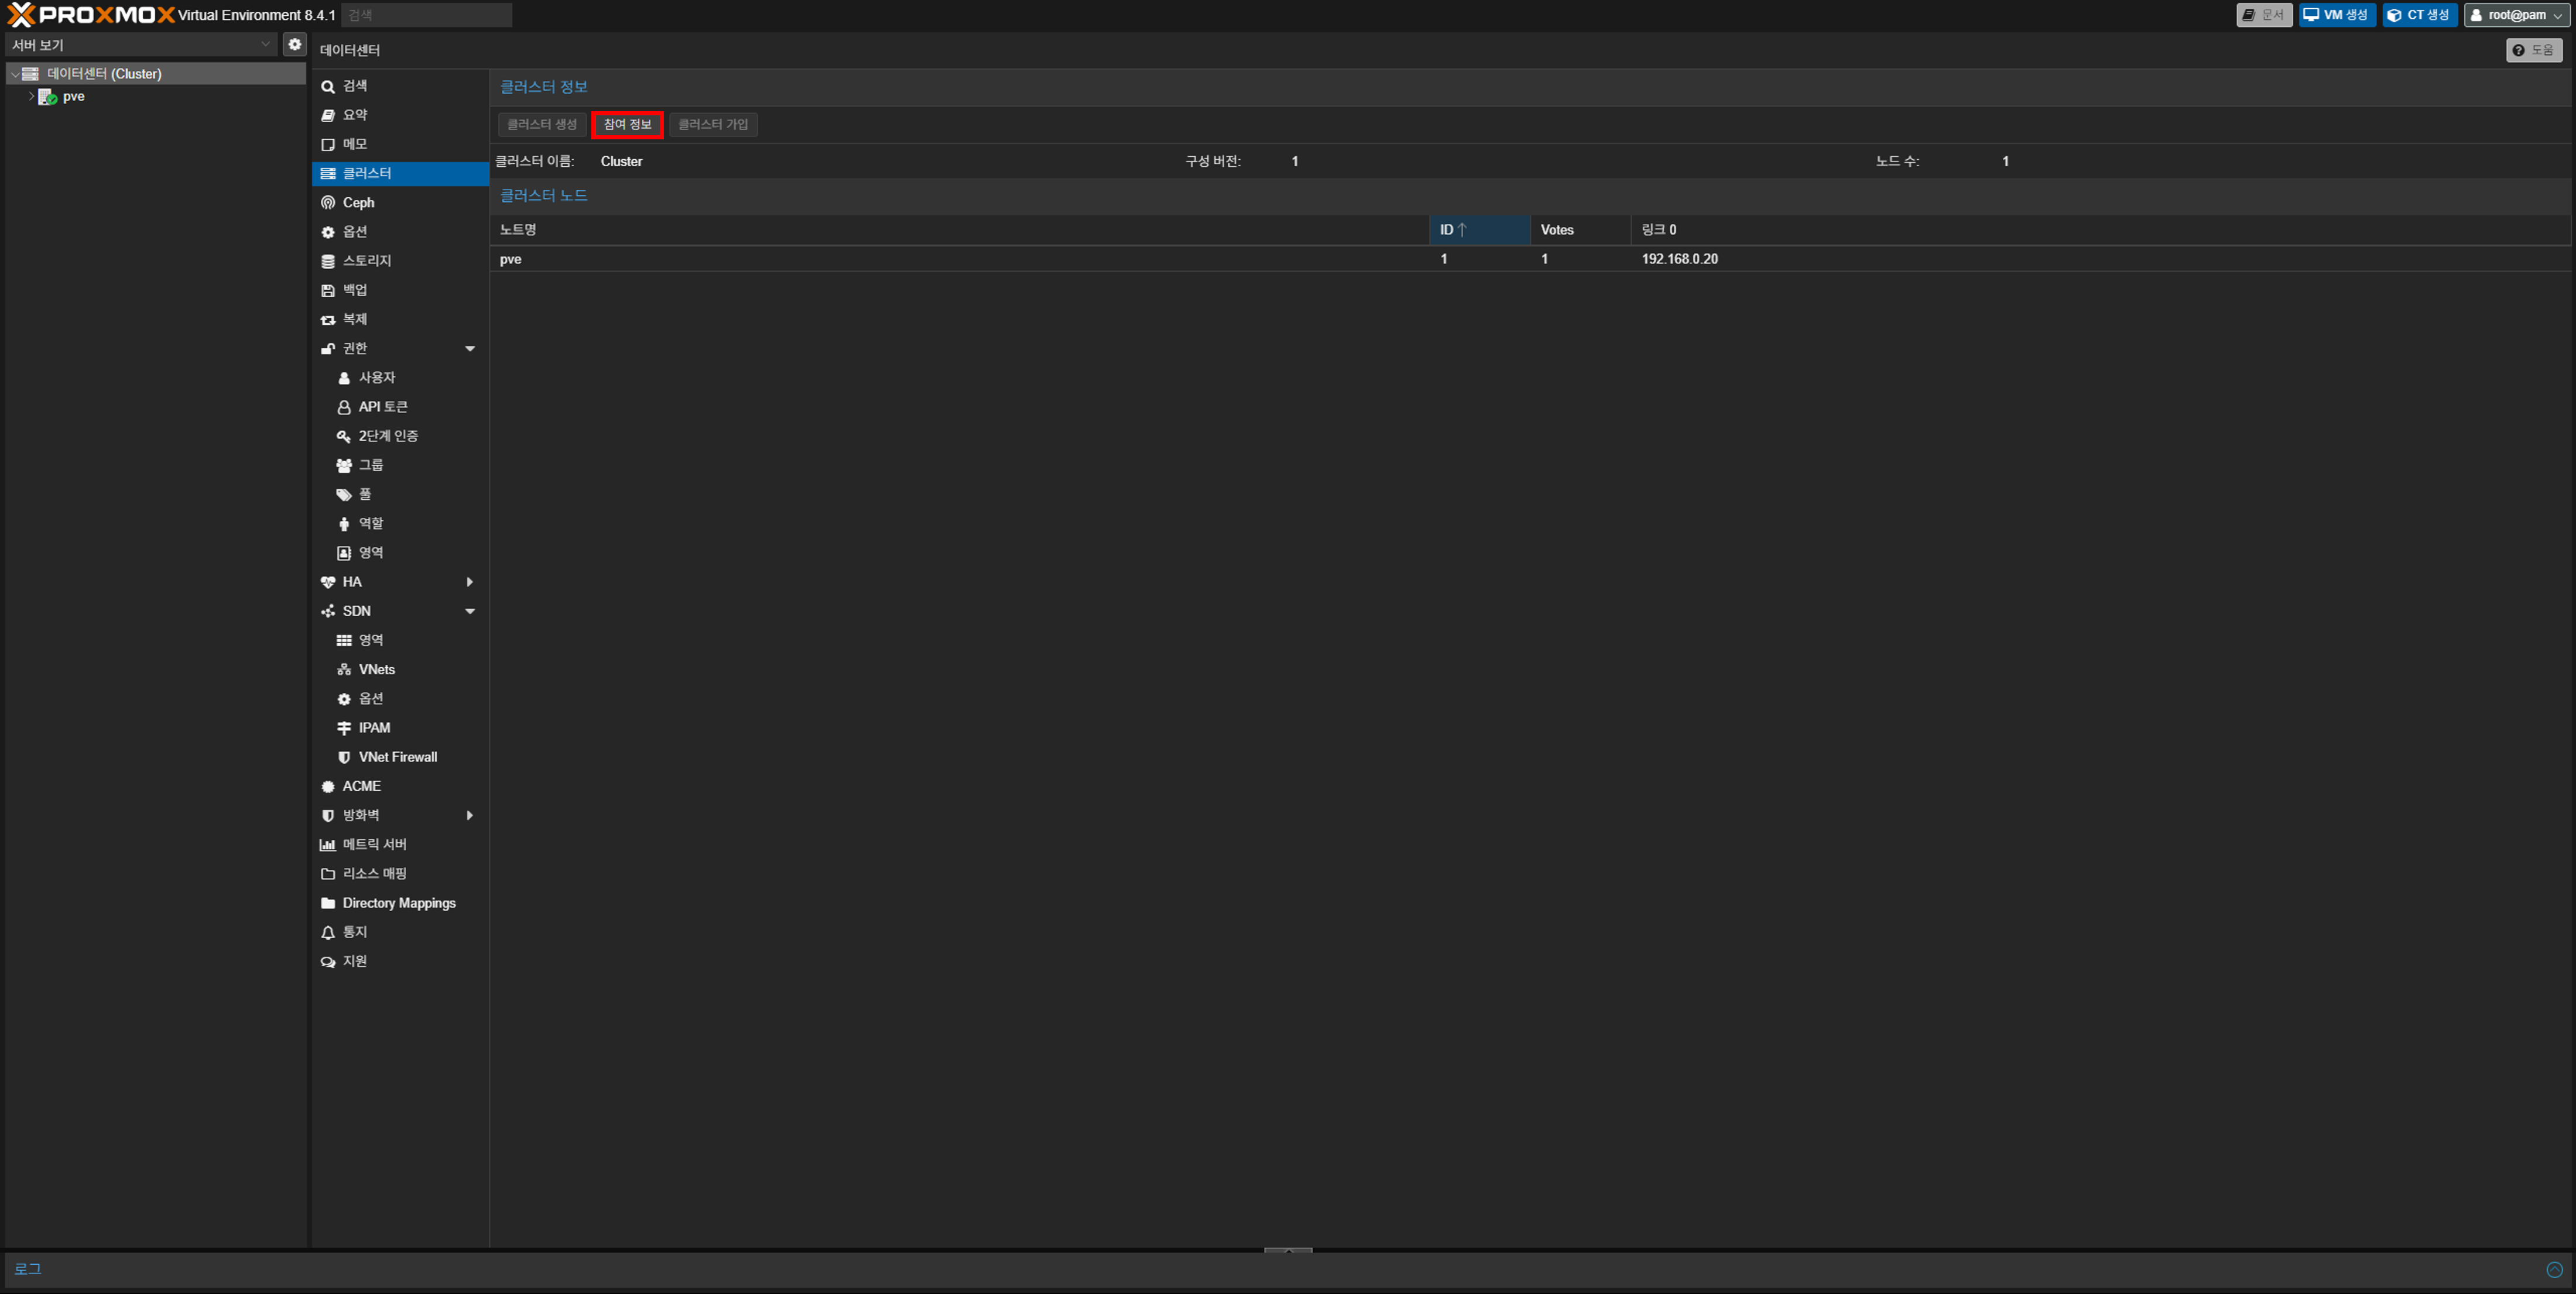 PROXMOX Virtual Environment 8.4.1 검색 문서 VM 생성 CT 생성 root@pam
서버 보기
데이터센터 (Cluster)
pve
데이터센터 도움
검색
요약
메모
클러스터
Ceph
옵션
스토리지
백업
복제
권한
사용자
API 토큰
2단계 인증
그룹
풀
역할
영역
HA
SDN
영역
VNets
옵션
IPAM
VNet Firewall
ACME
방화벽
메트릭 서버
리소스 매핑
Directory Mappings
통지
지원
클러스터 정보
클러스터 생성 참여 정보 클러스터 가입
클러스터 이름: Cluster 구성 버전: 1 노드 수: 1
클러스터 노드
노트명 ID Votes 링크 0
pve 1 1 192.168.0.20
로그